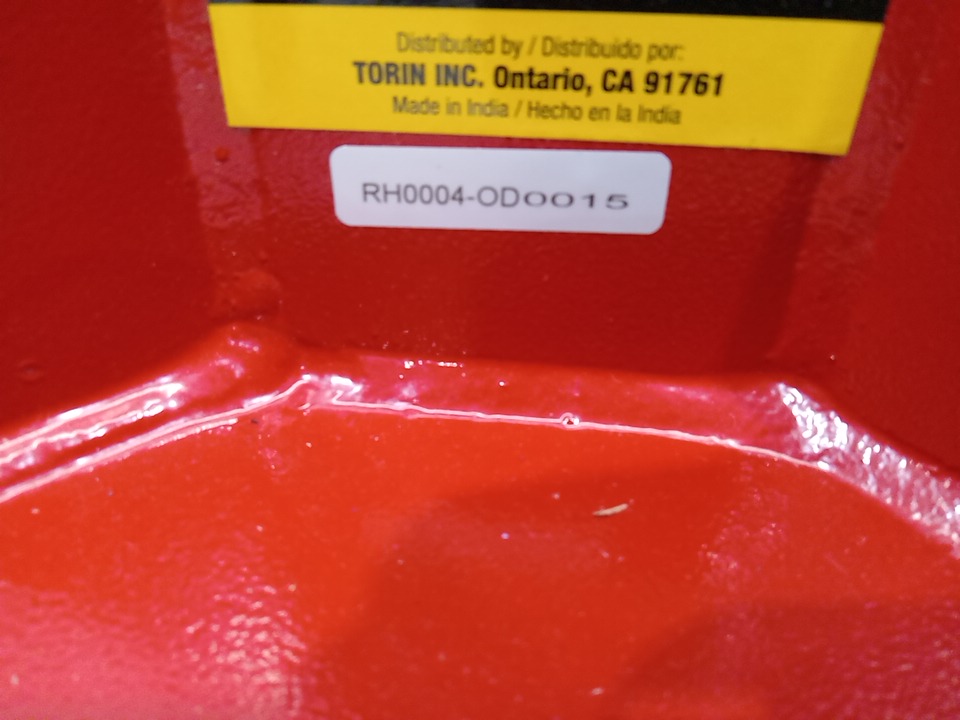 Distributed by / Distribuido por:
TORIN INC. Ontario, CA 91761
Made in India / Hecho en la India
RH0004-OD0015